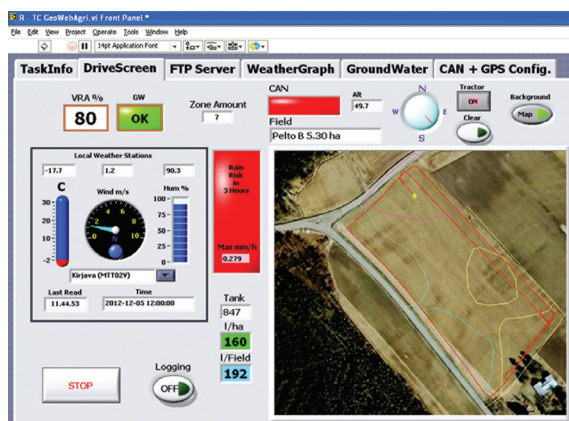 R - TC GeoWebAgri.vi Front Panel *
File Edit View Project Operate Tools Window Help
14pt Application Font
TaskInfo DriveScreen FTP Server WeatherGraph GroundWater CAN + GPS Config.
VRA % GW
80 OK
Zone Amount
7
CAN
Alt
49.7
Field
Pelto B 5.30 ha
N
W E
S
Tractor
ON
Clear
Background
Map
Local Weather Stations
-17.7 1.2 90.3
C
30-
20-
10-
-2
Wind m/s
0 2 4 6 8 10
N
Hum %
100-
75-
50-
25-
0-
Kirjava (MTT02V)
Last Read Time
11.44.53 2012-12-05 12:00:00
Rain
Risk
in
3 Hours
Max mm/h
0.279
Tank
847
l/ha
160
l/Field
192
STOP
Logging
OFF